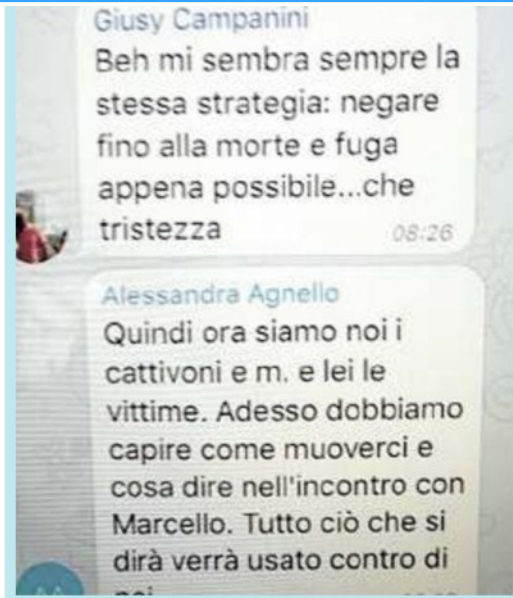 Giusy Campanini
Beh mi sembra sempre la
stessa strategia: negare
fino alla morte e fuga
appena possibile...che
tristezza
08:26
Alessandra Agnello
Quindi ora siamo noi i
cattivoni e m. e lei le
vittime. Adesso dobbiamo
capire come muoverci e
cosa dire nell'incontro con
Marcello. Tutto ciò che si
dirà verrà usato contro di